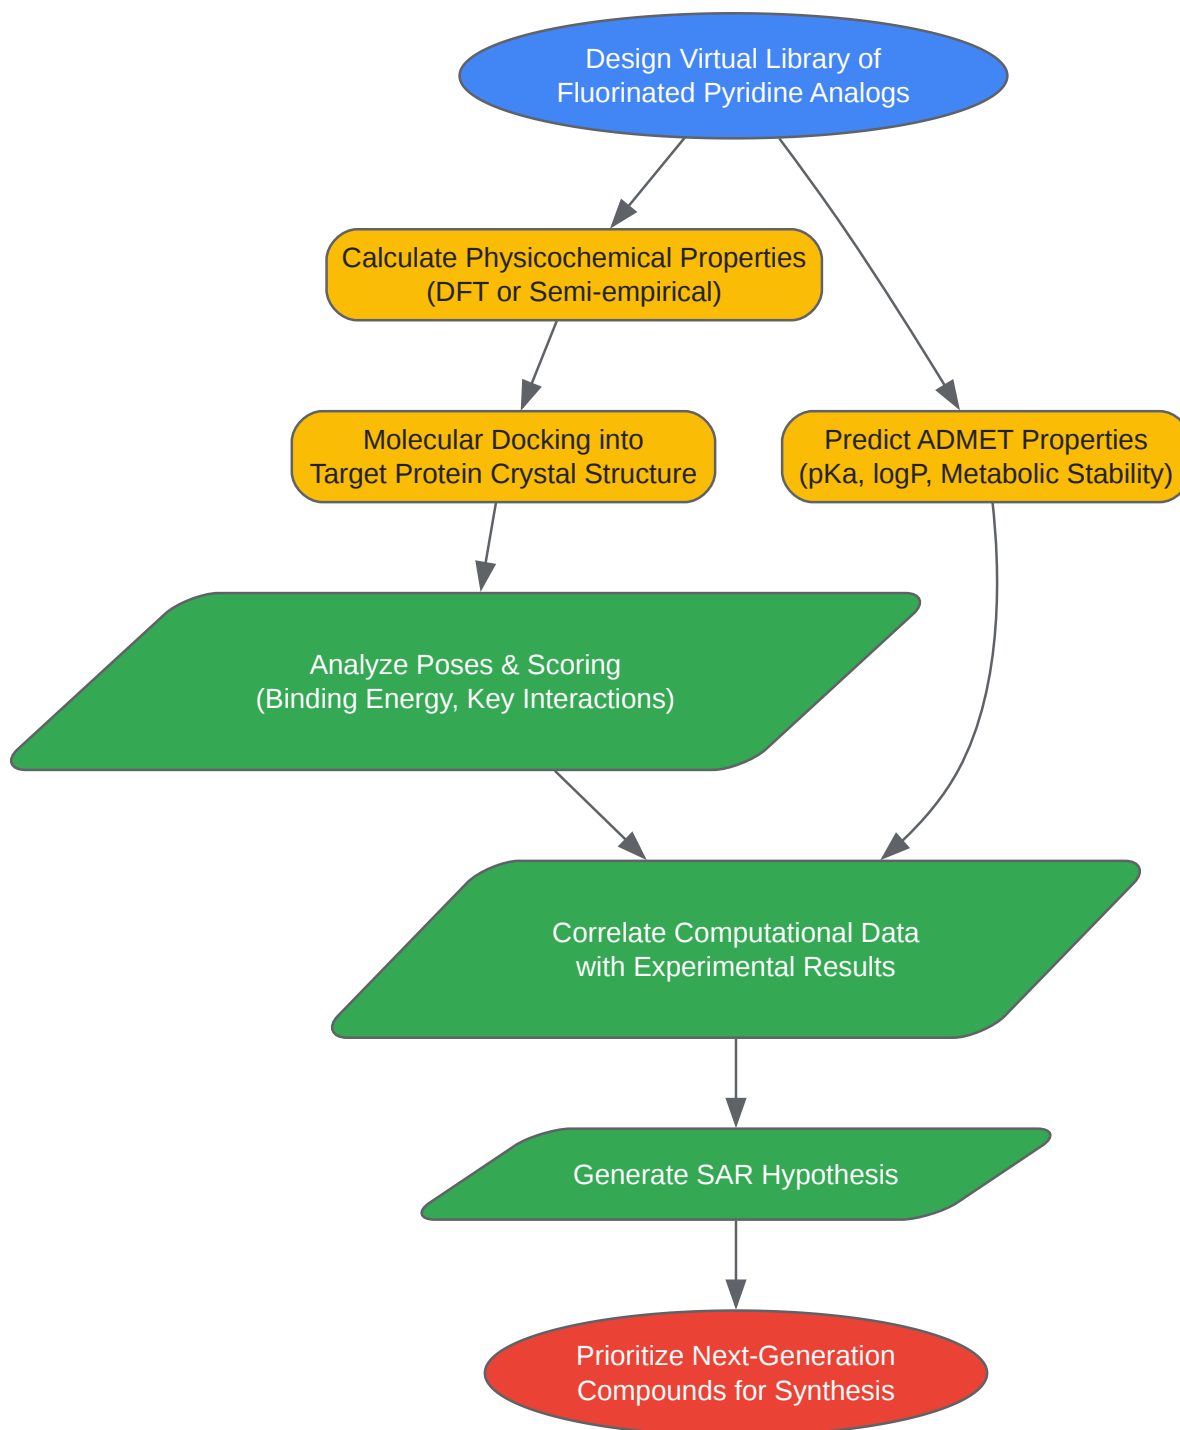 Design Virtual Library of
Fluorinated Pyridine Analogs
Calculate Physicochemical Properties
(DFT or Semi-empirical)
Molecular Docking into
Target Protein Crystal Structure
Predict ADMET Properties
(pKa, logP, Metabolic Stability)
Analyze Poses & Scoring
(Binding Energy, Key Interactions)
Correlate Computational Data
with Experimental Results
Generate SAR Hypothesis
Prioritize Next-Generation
Compounds for Synthesis